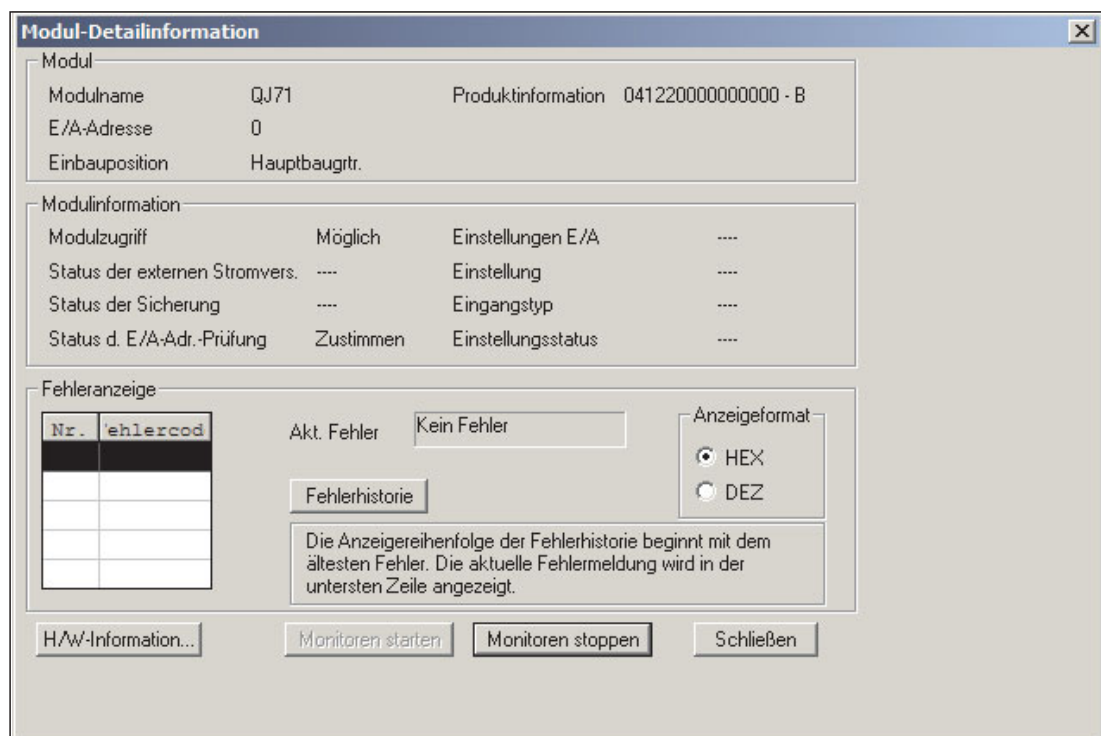 Modul-Detailinformation
Modul
Modulname QJ71 Produktinformation 041220000000000 - B
E/A-Adresse 0
Einbauposition Hauptbaugrtr.
Modulinformation
Modulzugriff Möglich Einstellungen E/A ----
Status der externen Stromvers. ---- Einstellung ----
Status der Sicherung ---- Eingangstyp ----
Status d. E/A-Adr.-Prüfung Zustimmen Einstellungsstatus ----
Fehleranzeige
Nr. ehlercod
Akt. Fehler Kein Fehler
Anzeigeformat
HEX
DEZ
Fehlerhistorie
Die Anzeigereihenfolge der Fehlerhistorie beginnt mit dem
ältesten Fehler. Die aktuelle Fehlermeldung wird in der
untersten Zeile angezeigt.
H/W-Information... Monitoren starten Monitoren stoppen Schließen